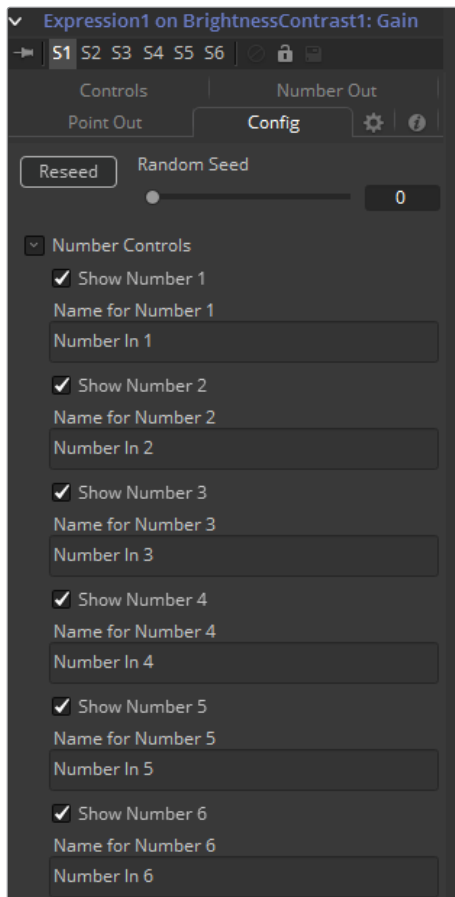 Expression1 on BrightnessContrast1: Gain
S1 S2 S3 S4 S5 S6
Controls Number Out
Point Out Config
Reseed Random Seed
0
Number Controls
Show Number 1
Name for Number 1
Number In 1
Show Number 2
Name for Number 2
Number In 2
Show Number 3
Name for Number 3
Number In 3
Show Number 4
Name for Number 4
Number In 4
Show Number 5
Name for Number 5
Number In 5
Show Number 6
Name for Number 6
Number In 6